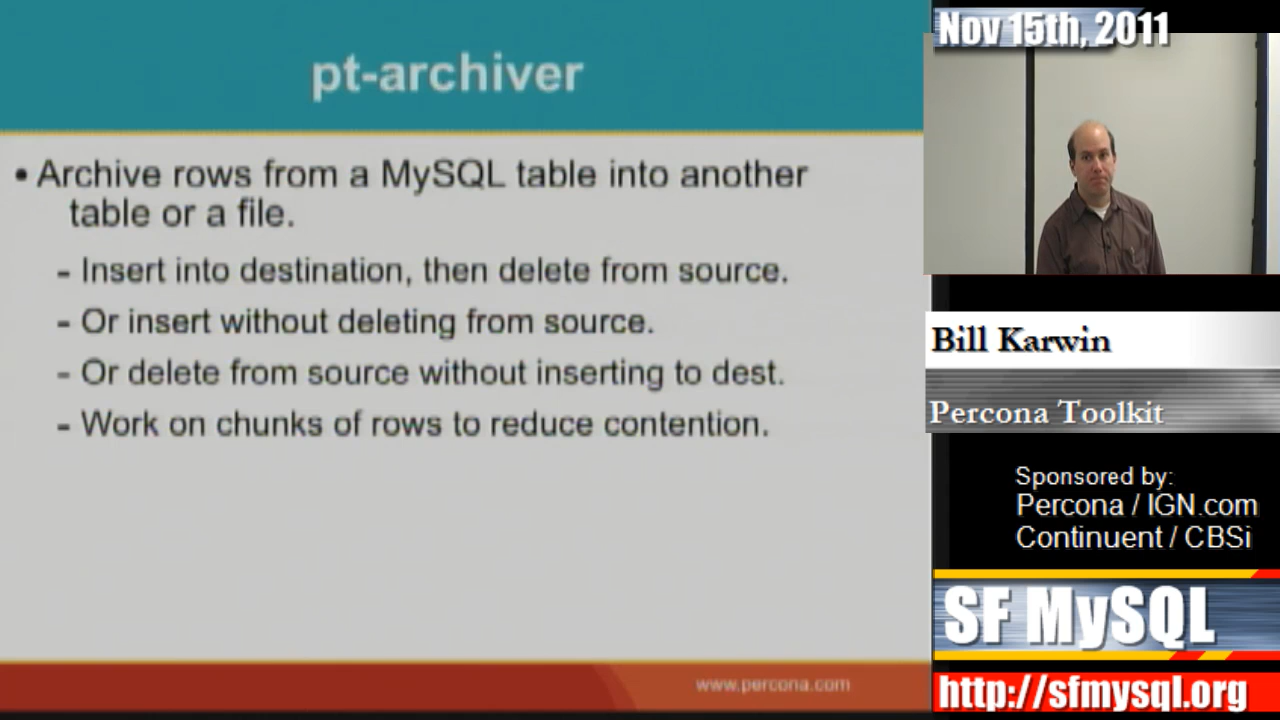 pt-archiver
• Archive rows from a MySQL table into another
table or a file.
- Insert into destination, then delete from source.
- Or insert without deleting from source.
- Or delete from source without inserting to dest.
- Work on chunks of rows to reduce contention.
www.percona.com
Nov 15th, 2011
Bill Karwin
Percona Toolkit
Sponsored by:
Percona / IGN.com
Continuent / CBSi
SF MySQL
http://sfmysql.org